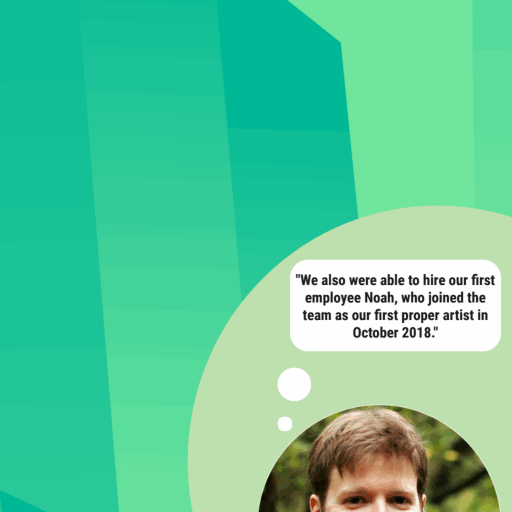 "We also were able to hire our first
employee Noah, who joined the
team as our first proper artist in
October 2018."